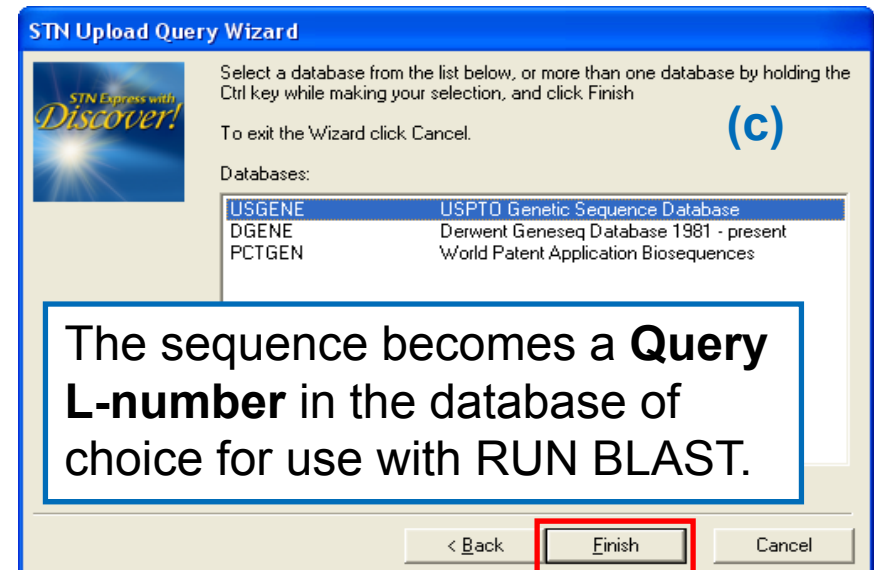 STN Upload Query Wizard
STN Express with
Discover!
Select a database from the list below, or more than one database by holding the
Ctrl key while making your selection, and click Finish
(c)
To exit the Wizard click Cancel.
Databases:
USGENE USPTO Genetic Sequence Database
DGENE Derwent Geneseq Database 1981 - present
PCTGEN World Patent Application Biosequences
The sequence becomes a Query
L-number in the database of
choice for use with RUN BLAST.
< Back Finish Cancel